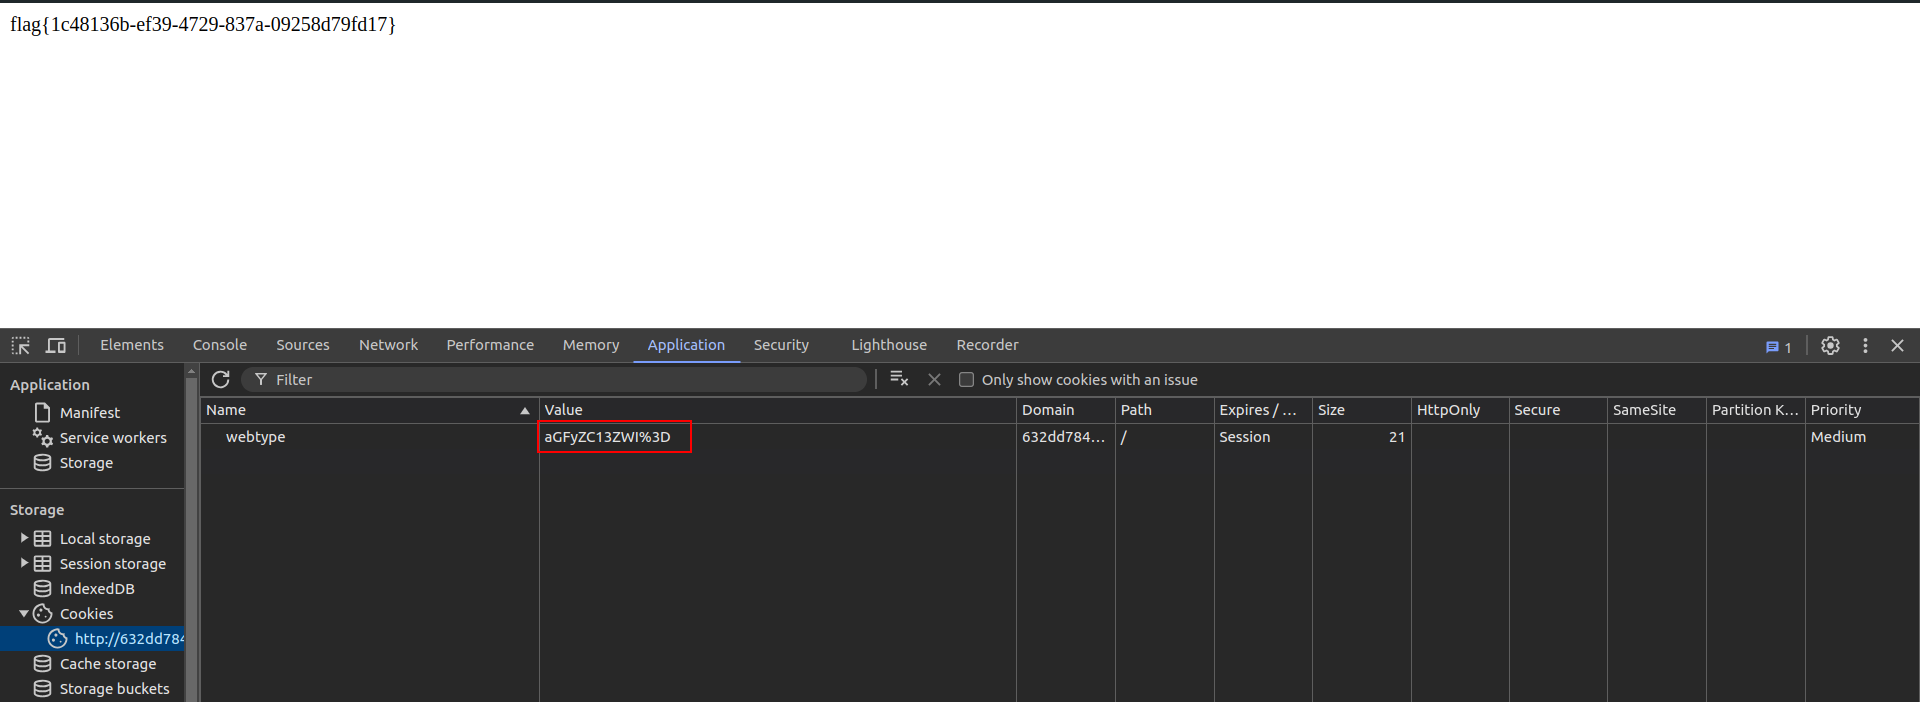 flag{1c48136b-ef39-4729-837a-09258d79fd17}
Elements Console Sources Network Performance Memory Application Security Lighthouse Recorder 1
Application
Manifest
Service workers
Storage
Storage
Local storage
Session storage
IndexedDB
Cookies
http://632dd784
Cache storage
Storage buckets
Filter Only show cookies with an issue
Name Value Domain Path Expires / ... Size HttpOnly Secure SameSite Partition K... Priority
webtype aGFyZC13ZWI%3D 632dd784... / Session 21 Medium